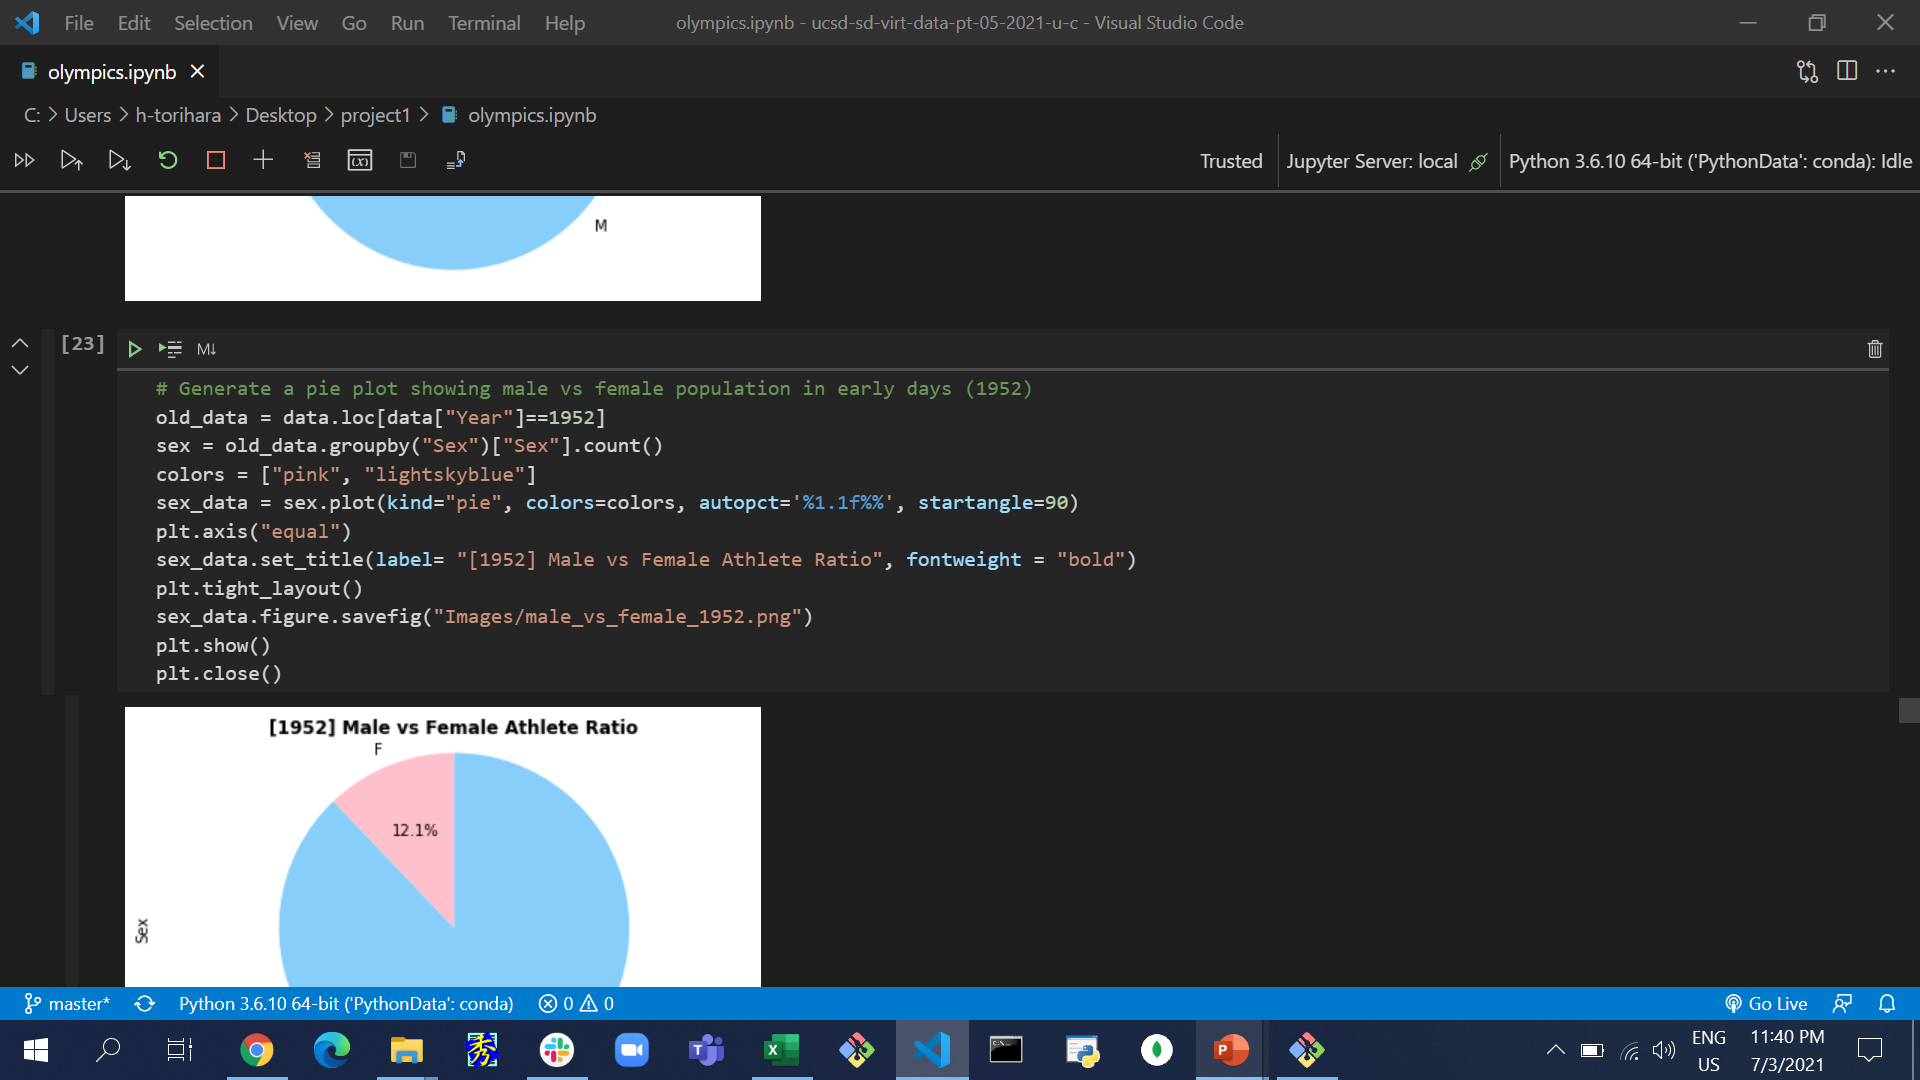 File Edit Selection View Go Run Terminal Help olympics.ipynb - ucsd-sd-virt-data-pt-05-2021-u-c - Visual Studio Code
olympics.ipynb
C: > Users > h-torihara > Desktop > project1 > olympics.ipynb
Trusted Jupyter Server: local Python 3.6.10 64-bit ('PythonData': conda): Idle
M
[23]
M↓
# Generate a pie plot showing male vs female population in early days (1952)
old_data = data.loc[data["Year"]==1952]
sex = old_data.groupby("Sex")["Sex"].count()
colors = ["pink", "lightskyblue"]
sex_data = sex.plot(kind="pie", colors=colors, autopct='%1.1f%%', startangle=90)
plt.axis("equal")
sex_data.set_title(label= "[1952] Male vs Female Athlete Ratio", fontweight = "bold")
plt.tight_layout()
sex_data.figure.savefig("Images/male_vs_female_1952.png")
plt.show()
plt.close()
[1952] Male vs Female Athlete Ratio
F
12.1%
Sex
master* Python 3.6.10 64-bit ('PythonData': conda) 0 0 Go Live
秀
ENG
US
11:40 PM
7/3/2021